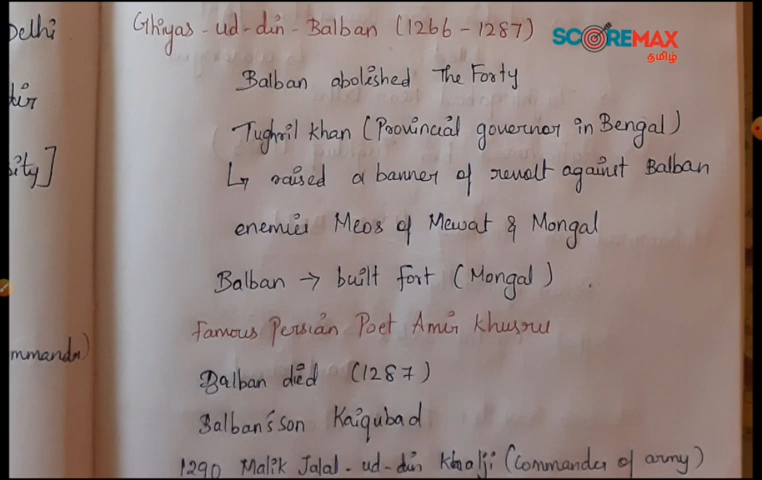 Delhi
Ghiyas-ud-din-Balban (1266-1287)
SCOREMAX
தமிழ்
Balban abolished The Forty
Tughril Khan (Provincial governor in Bengal)
sity]
↳ raised a banner of revolt against Balban
enemies Meos of Mewat & Mongal
Balban → built fort (Mongal).
Famous Persian Poet Amir Khusru
mmander)
Balban died (1287)
Balban's son Kaiqubad
1290 Malik Jalal-ud-din Khalji (Commander of army)